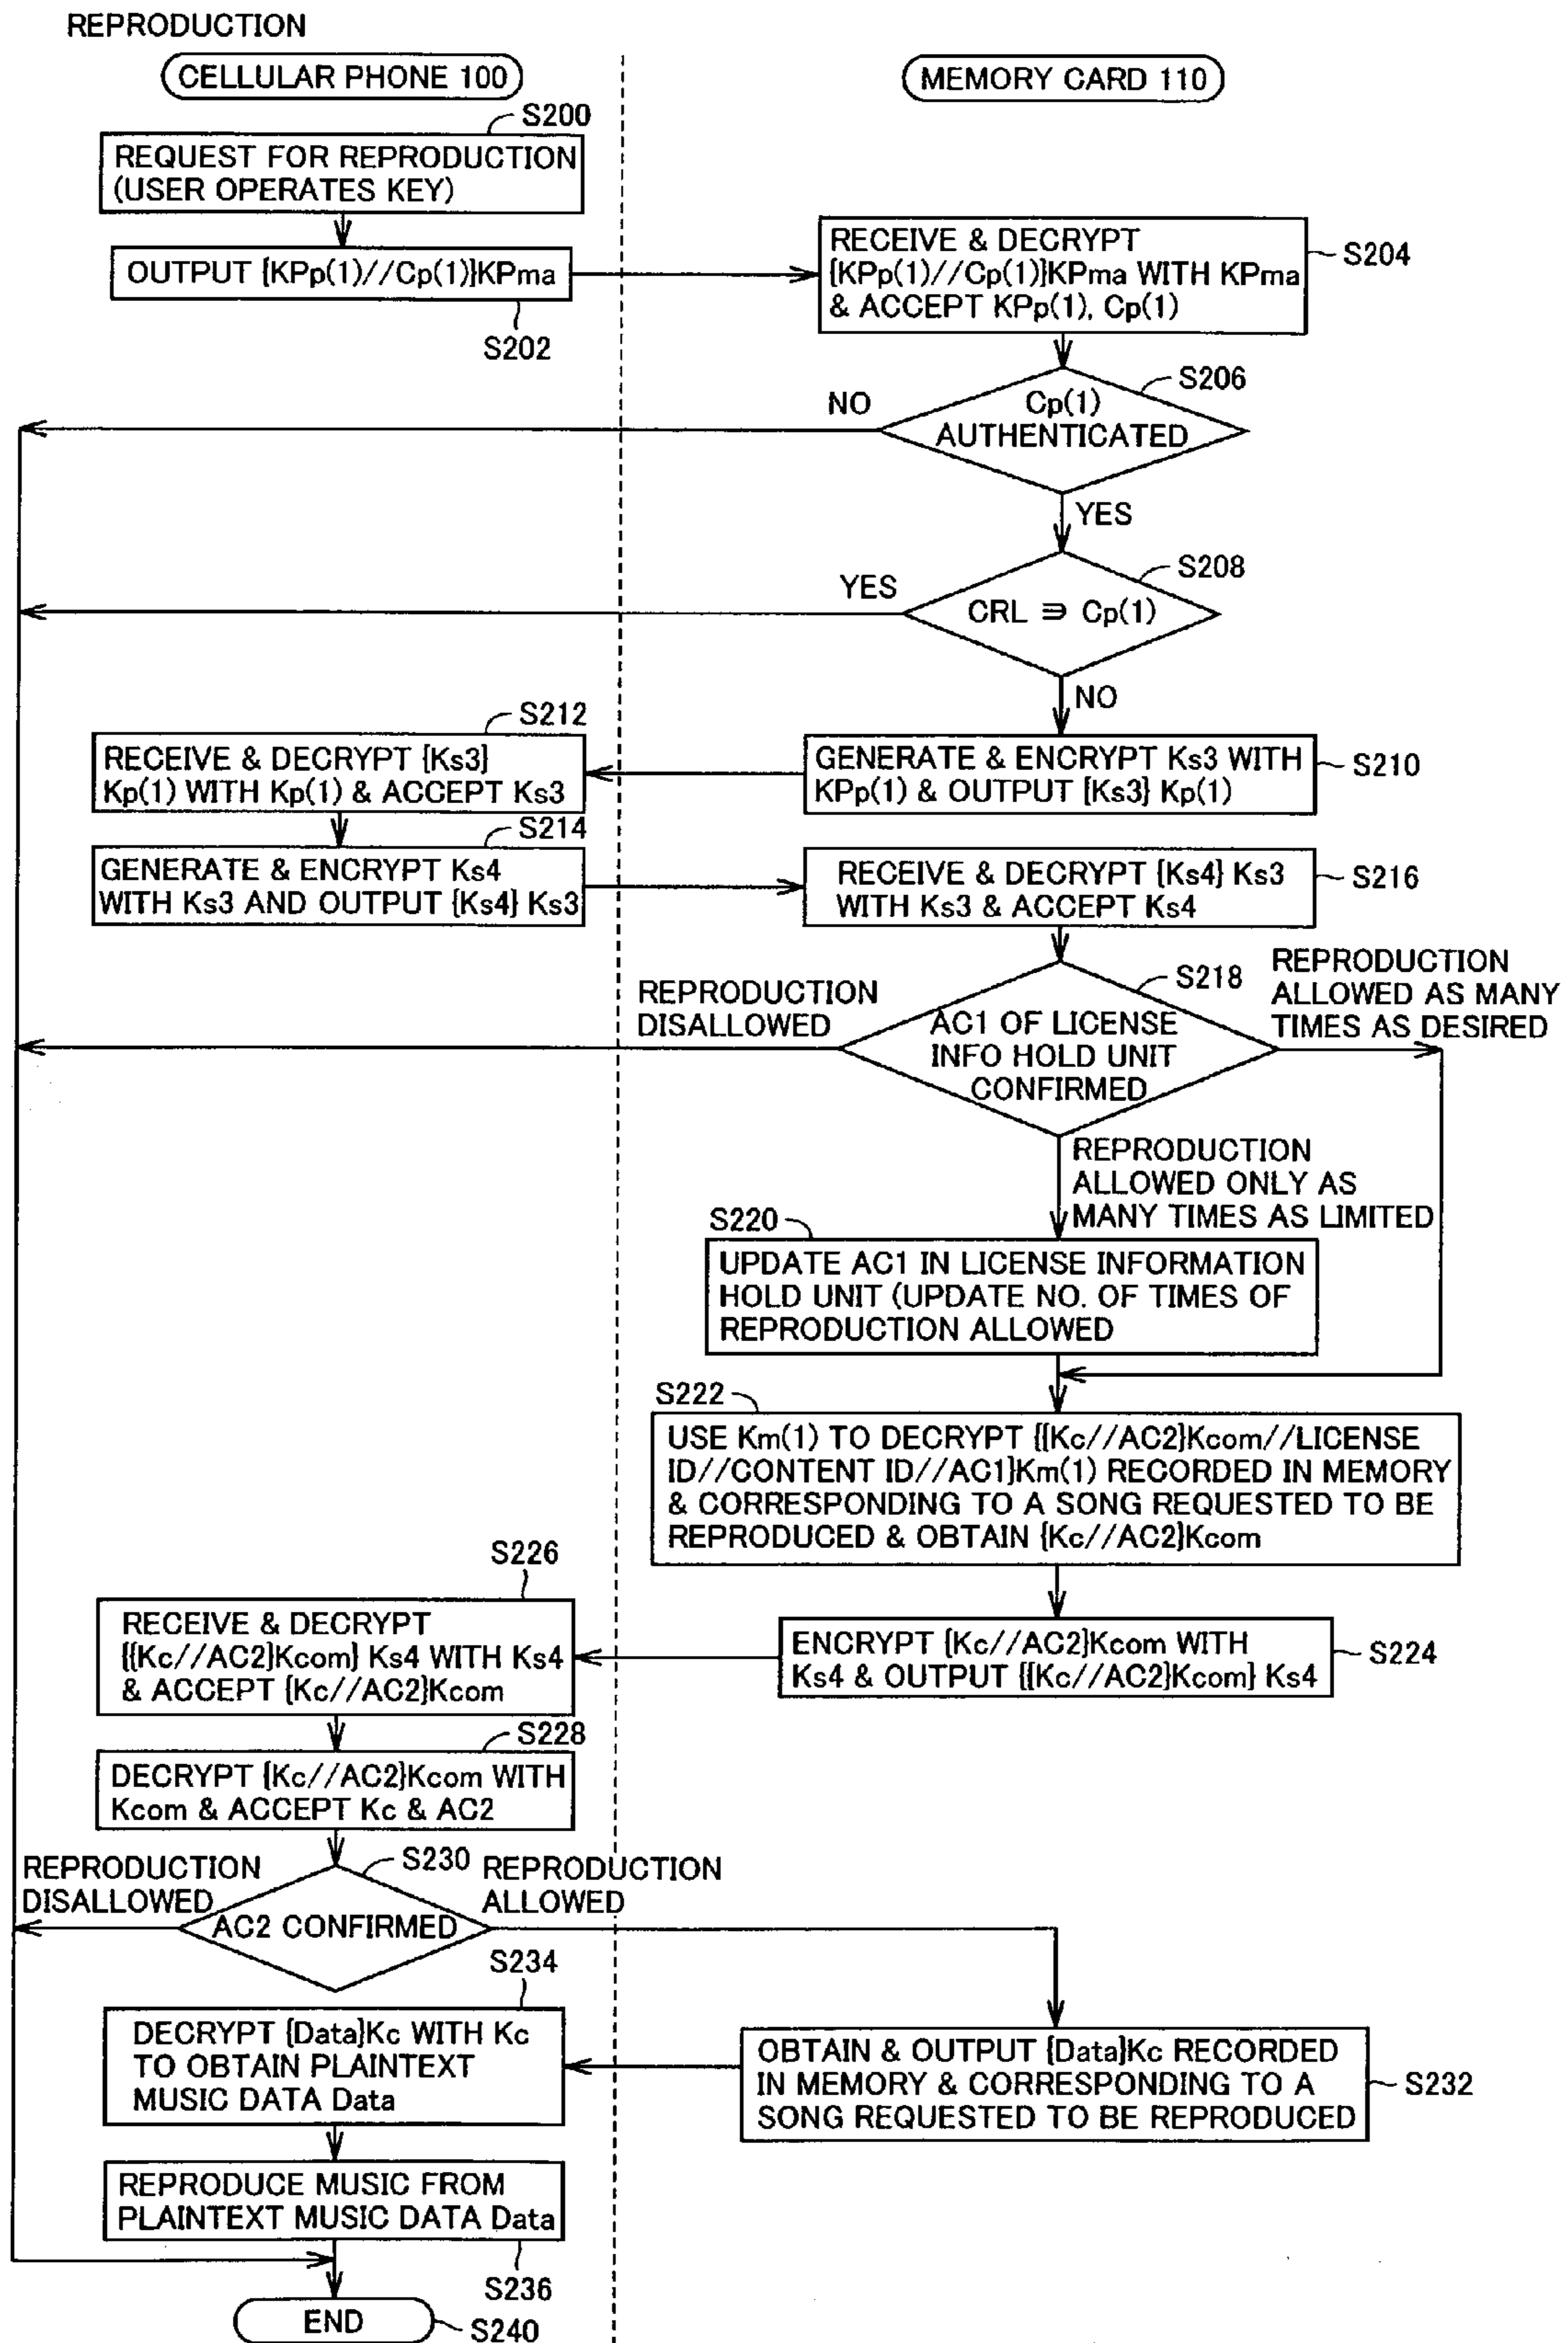 REPRODUCTION
CELLULAR PHONE 100
MEMORY CARD 110
S200
REQUEST FOR REPRODUCTION
(USER OPERATES KEY)
OUTPUT {KPp(1)//Cp(1)}KPma
S202
RECEIVE & DECRYPT
{KPp(1)//Cp(1)}KPma WITH KPma
& ACCEPT KPp(1), Cp(1)
S204
S206
Cp(1)
AUTHENTICATED
NO
YES
S208
CRL ∋ Cp(1)
YES
NO
S210
GENERATE & ENCRYPT Ks3 WITH
KPp(1) & OUTPUT {Ks3} Kp(1)
S212
RECEIVE & DECRYPT {Ks3}
Kp(1) WITH Kp(1) & ACCEPT Ks3
S214
GENERATE & ENCRYPT Ks4
WITH Ks3 AND OUTPUT {Ks4} Ks3
RECEIVE & DECRYPT {Ks4} Ks3
WITH Ks3 & ACCEPT Ks4
S216
S218
AC1 OF LICENSE
INFO HOLD UNIT
CONFIRMED
REPRODUCTION
DISALLOWED
REPRODUCTION
ALLOWED AS MANY
TIMES AS DESIRED
REPRODUCTION
ALLOWED ONLY AS
MANY TIMES AS LIMITED
S220
UPDATE AC1 IN LICENSE INFORMATION
HOLD UNIT (UPDATE NO. OF TIMES OF
REPRODUCTION ALLOWED
S222
USE Km(1) TO DECRYPT {{Kc//AC2}Kcom//LICENSE
ID//CONTENT ID//AC1}Km(1) RECORDED IN MEMORY
& CORRESPONDING TO A SONG REQUESTED TO BE
REPRODUCED & OBTAIN {Kc//AC2}Kcom
ENCRYPT {Kc//AC2}Kcom WITH
Ks4 & OUTPUT {{Kc//AC2}Kcom} Ks4
S224
S226
RECEIVE & DECRYPT
{{Kc//AC2}Kcom} Ks4 WITH Ks4
& ACCEPT {Kc//AC2}Kcom
S228
DECRYPT {Kc//AC2}Kcom WITH
Kcom & ACCEPT Kc & AC2
S230
AC2 CONFIRMED
REPRODUCTION
DISALLOWED
REPRODUCTION
ALLOWED
OBTAIN & OUTPUT {Data}Kc RECORDED
IN MEMORY & CORRESPONDING TO A
SONG REQUESTED TO BE REPRODUCED
S232
S234
DECRYPT {Data}Kc WITH Kc
TO OBTAIN PLAINTEXT
MUSIC DATA Data
REPRODUCE MUSIC FROM
PLAINTEXT MUSIC DATA Data
S236
END
S240